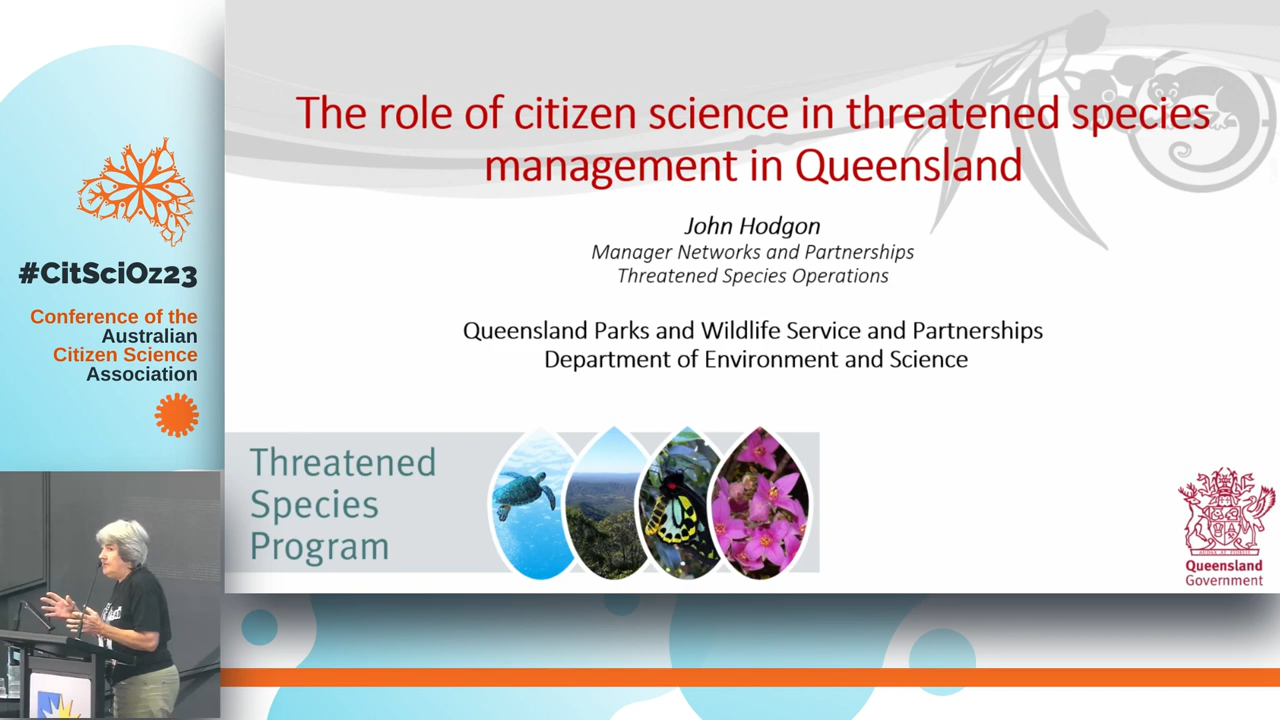 #CitSciOz23
Conference of the
Australian
Citizen Science
Association
The role of citizen science in threatened species
management in Queensland
John Hodgon
Manager Networks and Partnerships
Threatened Species Operations
Queensland Parks and Wildlife Service and Partnerships
Department of Environment and Science
Threatened
Species
Program
Queensland
Government